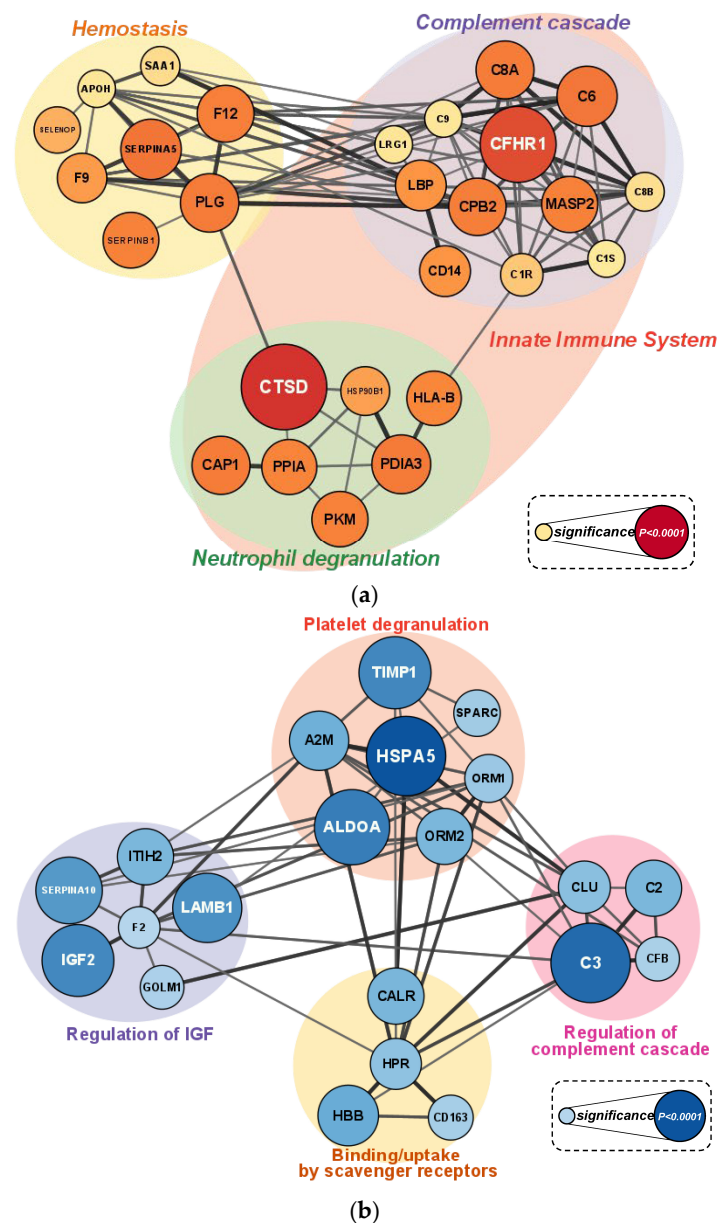 Hemostasis
Complement cascade
SAA1
APOH
C8A
C6
SELENOP
F12
C9
LRG1
CFHR1
SERPINA5
F9
PLG
LBP
CPB2
MASP2
C8B
SERPINB1
CD14
C1R
C1S
Innate Immune System
CTSD
HSP90B1
HLA-B
CAP1
PPIA
PDIA3
PKM
significance
P<0.0001
Neutrophil degranulation
(a)
Platelet degranulation
TIMP1
SPARC
A2M
HSPA5
ORM1
ALDOA
ORM2
ITIH2
SERPINA10
LAMB1
F2
IGF2
GOLM1
Regulation of IGF
CLU
C2
C3
CFB
Regulation of
complement cascade
CALR
HPR
HBB
CD163
Binding/uptake
by scavenger receptors
significance
P<0.0001
(b)